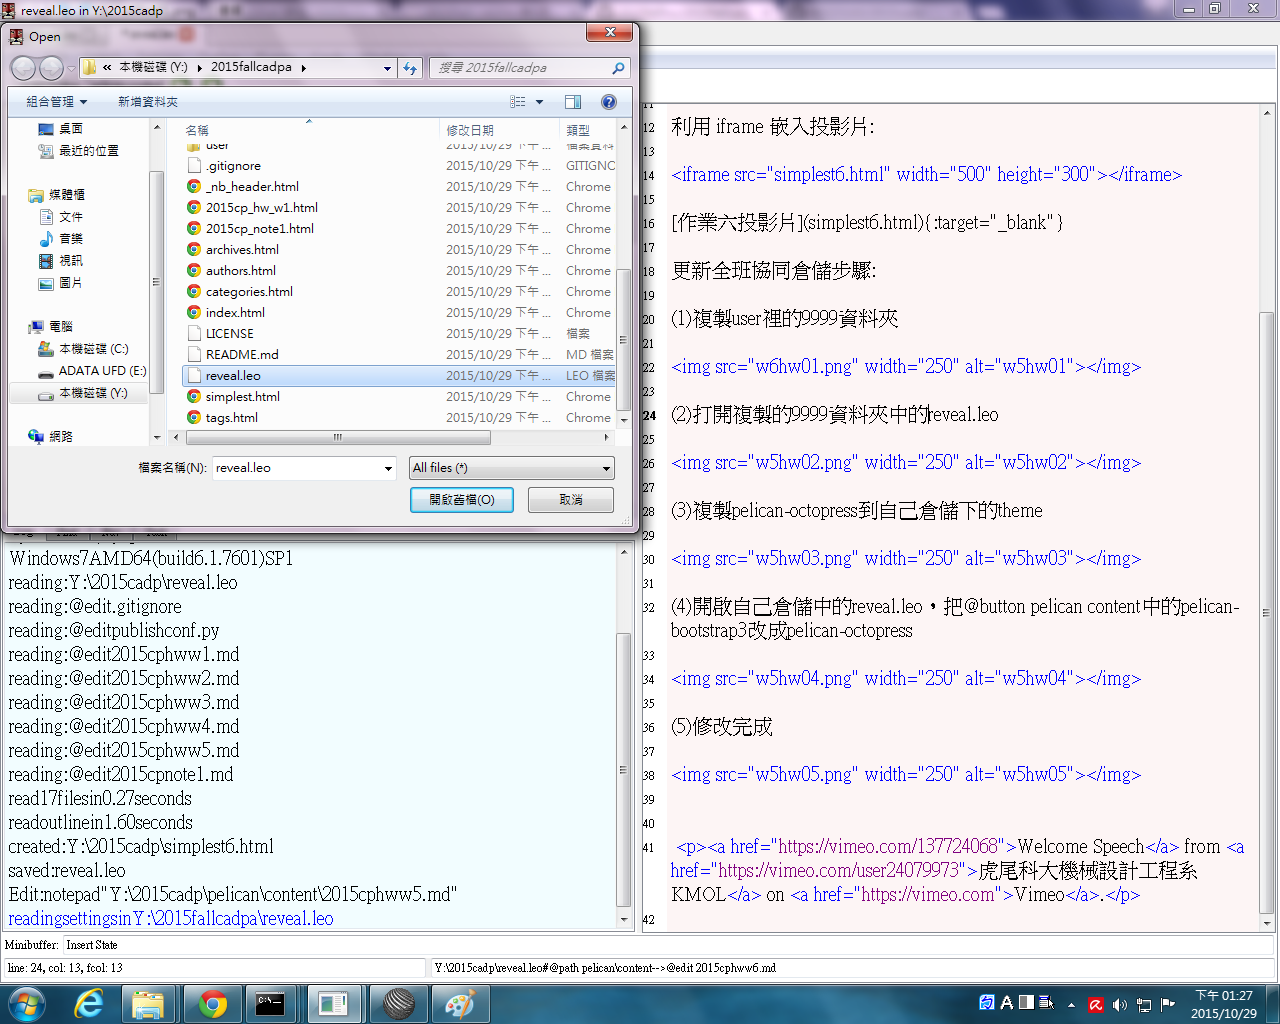 reveal.leo in Y:\2015cadp
Open
« 本機磁碟 (Y:) ▸ 2015fallcadpa ▸
搜尋 2015fallcadpa
組合管理 ▼ 新增資料夾
桌面
最近的位置
媒體櫃
文件
音樂
視訊
圖片
電腦
本機磁碟 (C:)
ADATA UFD (E:)
本機磁碟 (Y:)
網路
名稱 修改日期 類型
user 2015/10/29 下午 ... 檔案資料
.gitignore 2015/10/29 下午 ... GITIGNO
_nb_header.html 2015/10/29 下午 ... Chrome
2015cp_hw_w1.html 2015/10/29 下午 ... Chrome
2015cp_note1.html 2015/10/29 下午 ... Chrome
archives.html 2015/10/29 下午 ... Chrome
authors.html 2015/10/29 下午 ... Chrome
categories.html 2015/10/29 下午 ... Chrome
index.html 2015/10/29 下午 ... Chrome
LICENSE 2015/10/29 下午 ... 檔案
README.md 2015/10/29 下午 ... MD 檔案
reveal.leo 2015/10/29 下午 ... LEO 檔案
simplest.html 2015/10/29 下午 ... Chrome
tags.html 2015/10/29 下午 ... Chrome
檔案名稱(N): reveal.leo All files (*)
開啟舊檔(O) 取消
Windows7AMD64(build6.1.7601)SP1
reading:Y:\2015cadp\reveal.leo
reading:@edit.gitignore
reading:@editpublishconf.py
reading:@edit2015cphww1.md
reading:@edit2015cphww2.md
reading:@edit2015cphww3.md
reading:@edit2015cphww4.md
reading:@edit2015cphww5.md
reading:@edit2015cpnote1.md
read17filesin0.27seconds
readoutlinein1.60seconds
created:Y:\2015cadp\simplest6.html
saved:reveal.leo
Edit:notepad"Y:\2015cadp\pelican\content\2015cphww5.md"
readingsettingsinY:\2015fallcadpa\reveal.leo
11
12 利用 iframe 嵌入投影片:
13
14 <iframe src="simplest6.html" width="500" height="300"></iframe>
15
16 [作業六投影片](simplest6.html){:target="_blank"}
17
18 更新全班協同倉儲步驟:
19
20 (1)複製user裡的9999資料夾
21
22 <img src="w6hw01.png" width="250" alt="w5hw01"></img>
23
24 (2)打開複製的9999資料夾中的reveal.leo
25
26 <img src="w5hw02.png" width="250" alt="w5hw02"></img>
27
28 (3)複製pelican-octopress到自己倉儲下的theme
29
30 <img src="w5hw03.png" width="250" alt="w5hw03"></img>
31
32 (4)開啟自己倉儲中的reveal.leo，把@button pelican content中的pelican-
bootstrap3改成pelican-octopress
33
34 <img src="w5hw04.png" width="250" alt="w5hw04"></img>
35
36 (5)修改完成
37
38 <img src="w5hw05.png" width="250" alt="w5hw05"></img>
39
40
41 <p><a href="https://vimeo.com/137724068">Welcome Speech</a> from <a
href="https://vimeo.com/user24079973">虎尾科大機械設計工程系
KMOL</a> on <a href="https://vimeo.com">Vimeo</a>.</p>
42
Minibuffer: Insert State
line: 24, col: 13, fcol: 13
Y:\2015cadp\reveal.leo#@path pelican\content-->@edit 2015cphww6.md
下午 01:27
2015/10/29